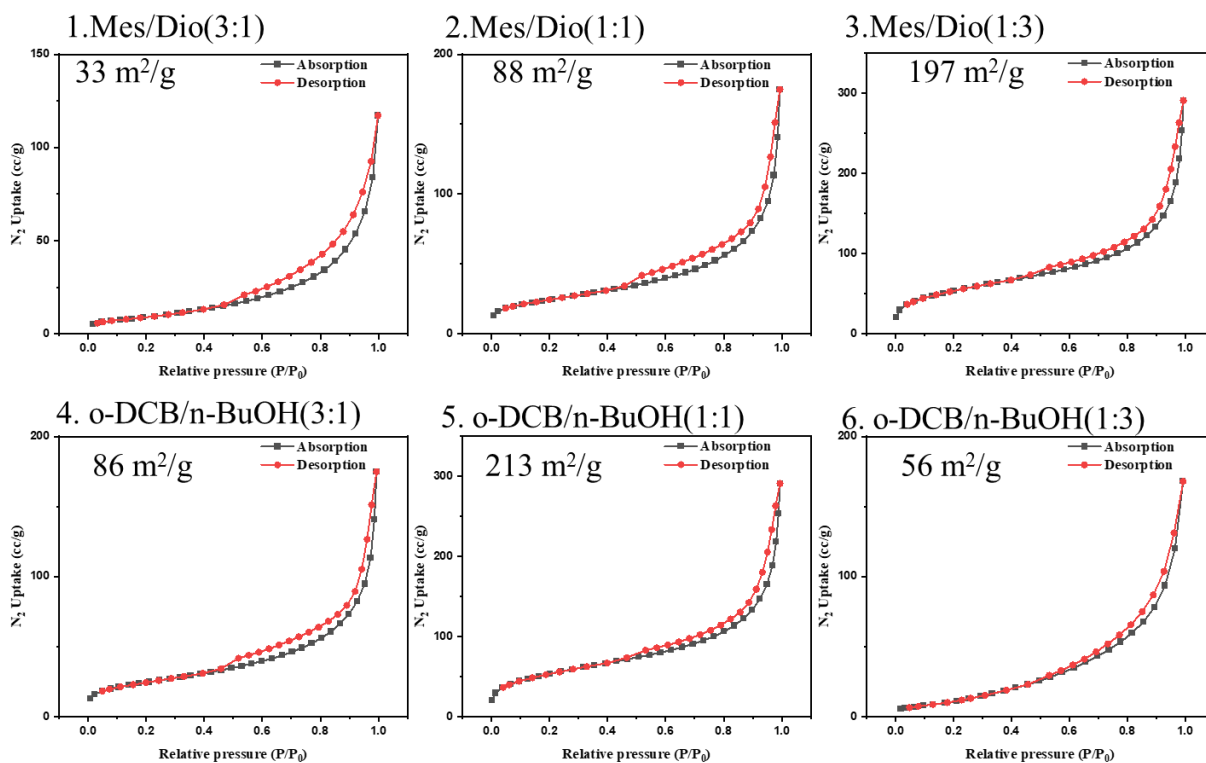 1.Mes/Dio(3:1)
33 m²/g
Absorption
Desorption
150
100
50
0
N₂ Uptake (cc/g)
0.0 0.2 0.4 0.6 0.8 1.0
Relative pressure (P/P₀)
2.Mes/Dio(1:1)
88 m²/g
Absorption
Desorption
200
100
0
N₂ Uptake (cc/g)
0.0 0.2 0.4 0.6 0.8 1.0
Relative pressure (P/P₀)
3.Mes/Dio(1:3)
197 m²/g
Absorption
Desorption
300
200
100
0
N₂ Uptake (cc/g)
0.0 0.2 0.4 0.6 0.8 1.0
Relative pressure (P/P₀)
4. o-DCB/n-BuOH(3:1)
86 m²/g
Absorption
Desorption
200
100
0
N₂ Uptake (cc/g)
0.0 0.2 0.4 0.6 0.8 1.0
Relative pressure (P/P₀)
5. o-DCB/n-BuOH(1:1)
213 m²/g
Absorption
Desorption
300
200
100
0
N₂ Uptake (cc/g)
0.0 0.2 0.4 0.6 0.8 1.0
Relative pressure (P/P₀)
6. o-DCB/n-BuOH(1:3)
56 m²/g
Absorption
Desorption
200
100
0
N₂ Uptake (cc/g)
0.0 0.2 0.4 0.6 0.8 1.0
Relative pressure (P/P₀)